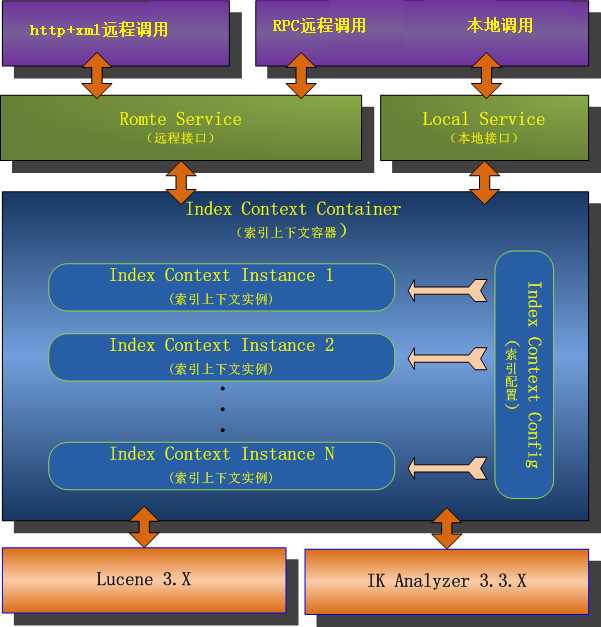 http+xml远程调用
RPC远程调用
本地调用
Romte Service
(远程接口)
Local Service
(本地接口)
Index Context Container
(索引上下文容器)
Index Context Instance 1
(索引上下文实例)
Index Context Instance 2
(索引上下文实例)
Index Context Instance N
(索引上下文实例)
Index Context Config
(索引配置)
Lucene 3.X
IK Analyzer 3.3.X